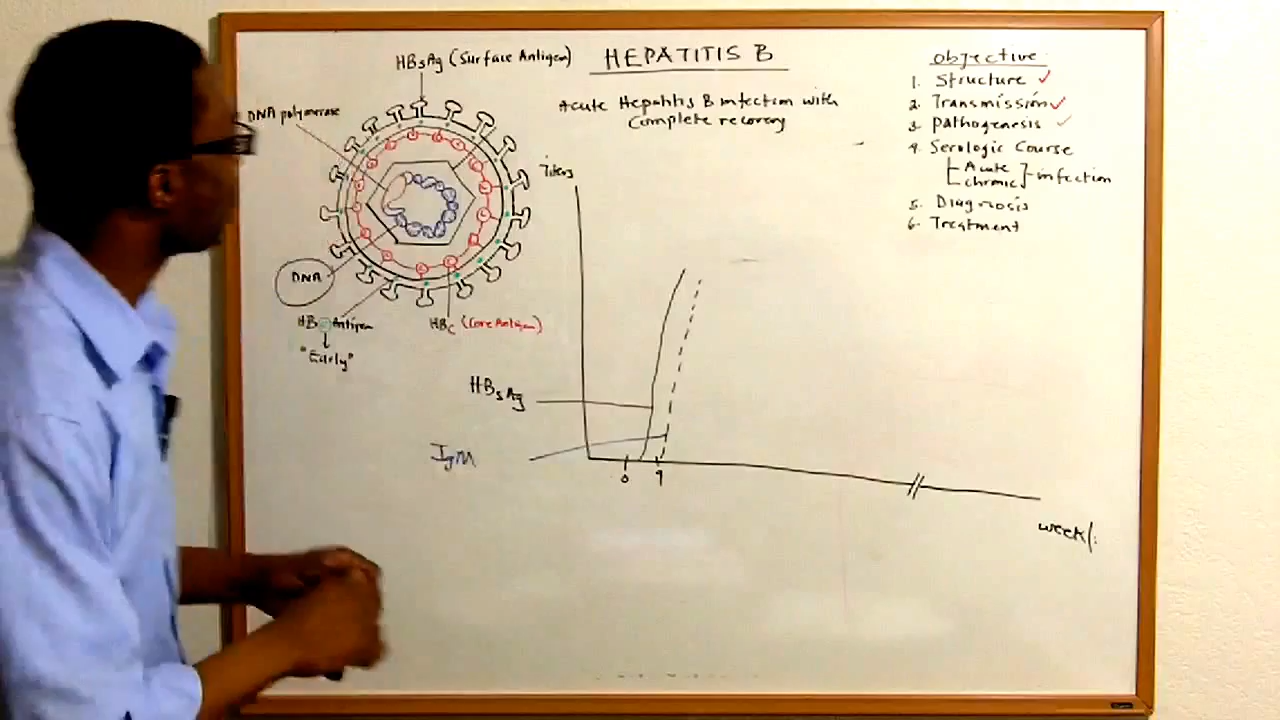 HEPATITIS B
HBsAg (Surface Antigen)
DNA polymerase
DNA
HBe Antigen
"Early"
HBc (Core Antigen)
Acute Hepatitis B infection with
Complete recovery
Titers
HBsAg
IgM
0 4
week
Objective
1. Structure ✓
2. Transmission ✓
3. Pathogenesis ✓
4. Serologic Course
Acute
chronic
infection
5. Diagnosis
6. Treatment